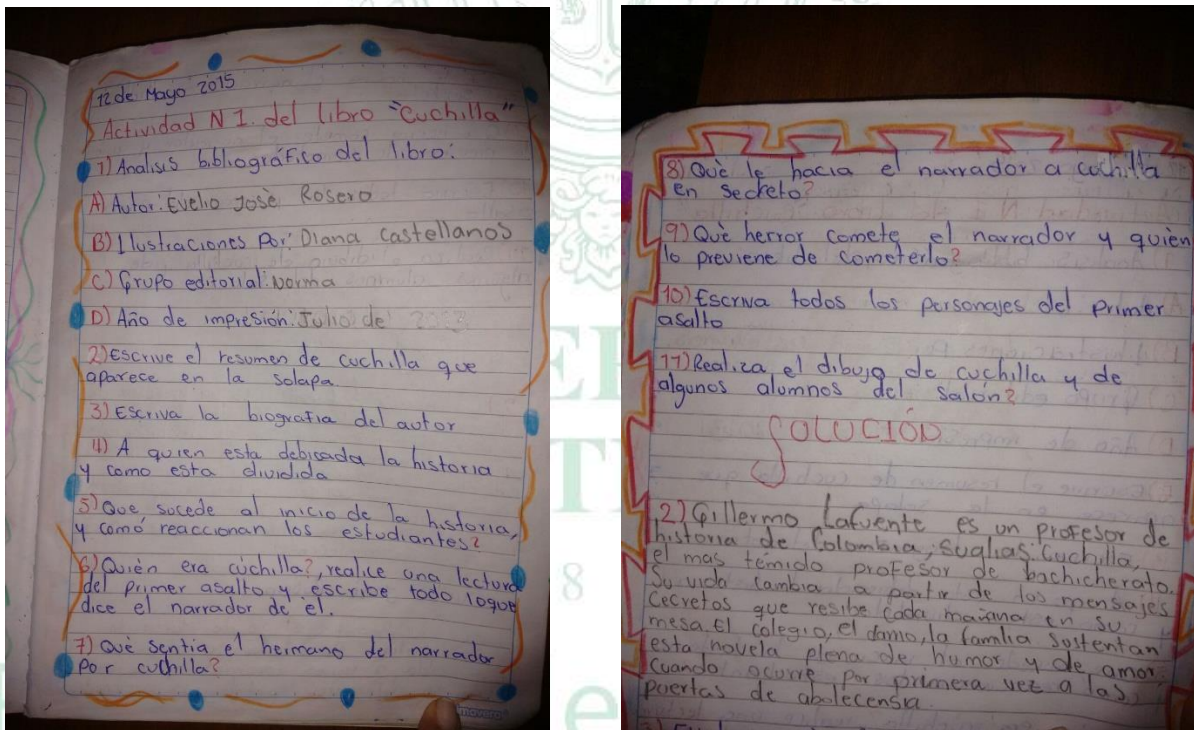 12 de Mayo 2015
Actividad N 1. del libro "Cuchilla"
1) Analisis bibliográfico del libro:
A) Autor: Evelio Josè Rosero
B) Ilustraciones Por: Diana Castellanos
C) Grupo editorial: Norma
D) Año de impresión: Julio de
2) Escrive el resumen de cuchilla que
aparece en la solapa
3) Escriva la biografia del autor
4) A quien esta debicada la historia
y como esta dividida
5) Que sucede al inicio de la historia,
y comó reaccionan los estudiantes?
6) Quièn era cuchilla?, realice una lectura
del primer asalto y escribe todo loque
dice el narrador de el.
7) Què sentia el hermano del narrador
Por cuchilla?
8) Què le hacia el narrador a cuchilla
en secreto?
9) Què herror comete el narrador y quièn
lo previene de cometerlo?
10) Escriva todos los personajes del primer
asalto
11) Realiza el dibujo de cuchilla y de
algunos alumnos del salón?
SOLUCIÓN
2) Gillermo Lafuente es un profesor de
historia de Colombia, Suglias: Cuchilla,
el mas temido profesor de bachicherato.
Su vida cambia a partir de los mensajes
Cecretos que resibe cada mañana en su
mesa. El colegio, el damo, la familia sostentan
esta novela plena de humor y de amor,
cuando ocurre por primera vez a las
puertas de abolecensia.